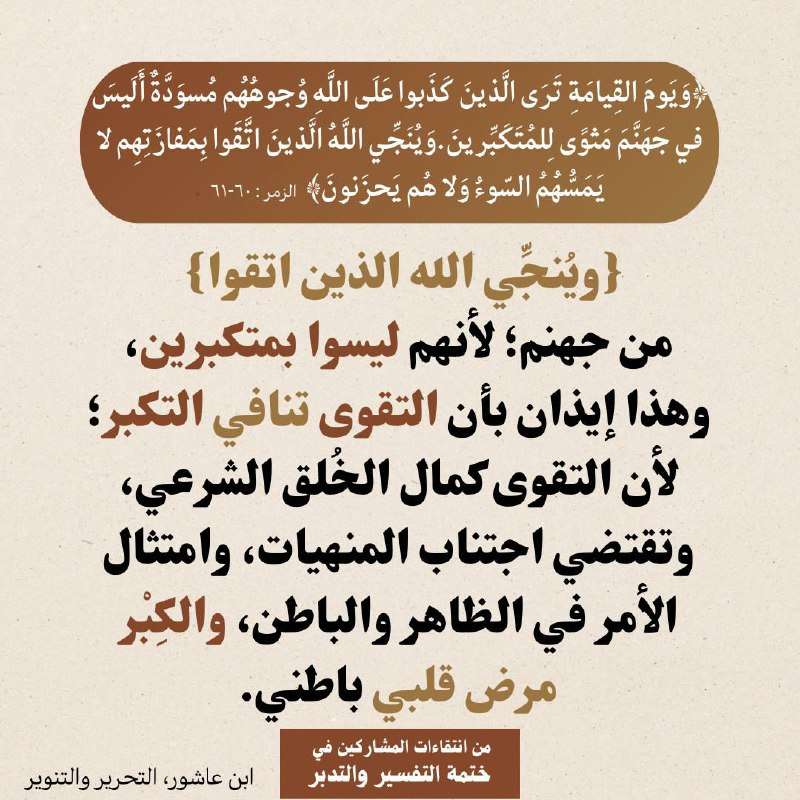 ﴿وَيَومَ القِيامَةِ تَرَى الَّذينَ كَذَبوا عَلَى اللَّهِ وُجوهُهُم مُسوَدَّةٌ أَلَيسَ
في جَهَنَّمَ مَثوًى لِلمُتَكَبِّرينَ.وَيُنَجِّي اللَّهُ الَّذينَ اتَّقَوا بِمَفازَتِهِم لا
يَمَسُّهُمُ السّوءُ وَلا هُم يَحزَنونَ﴾ الزمر : ٦٠-٦١
{ويُنجِّي الله الذين اتقوا}
من جهنم؛ لأنهم ليسوا بمتكبرين،
وهذا إيذان بأن التقوى تنافي التكبر؛
لأن التقوى كمال الخُلق الشرعي،
وتقتضي اجتناب المنهيات، وامتثال
الأمر في الظاهر والباطن، والكِبْر
مرض قلبي باطني.
من انتقاءات المشاركين في
ختمة التفسير والتدبر
ابن عاشور، التحرير والتنوير